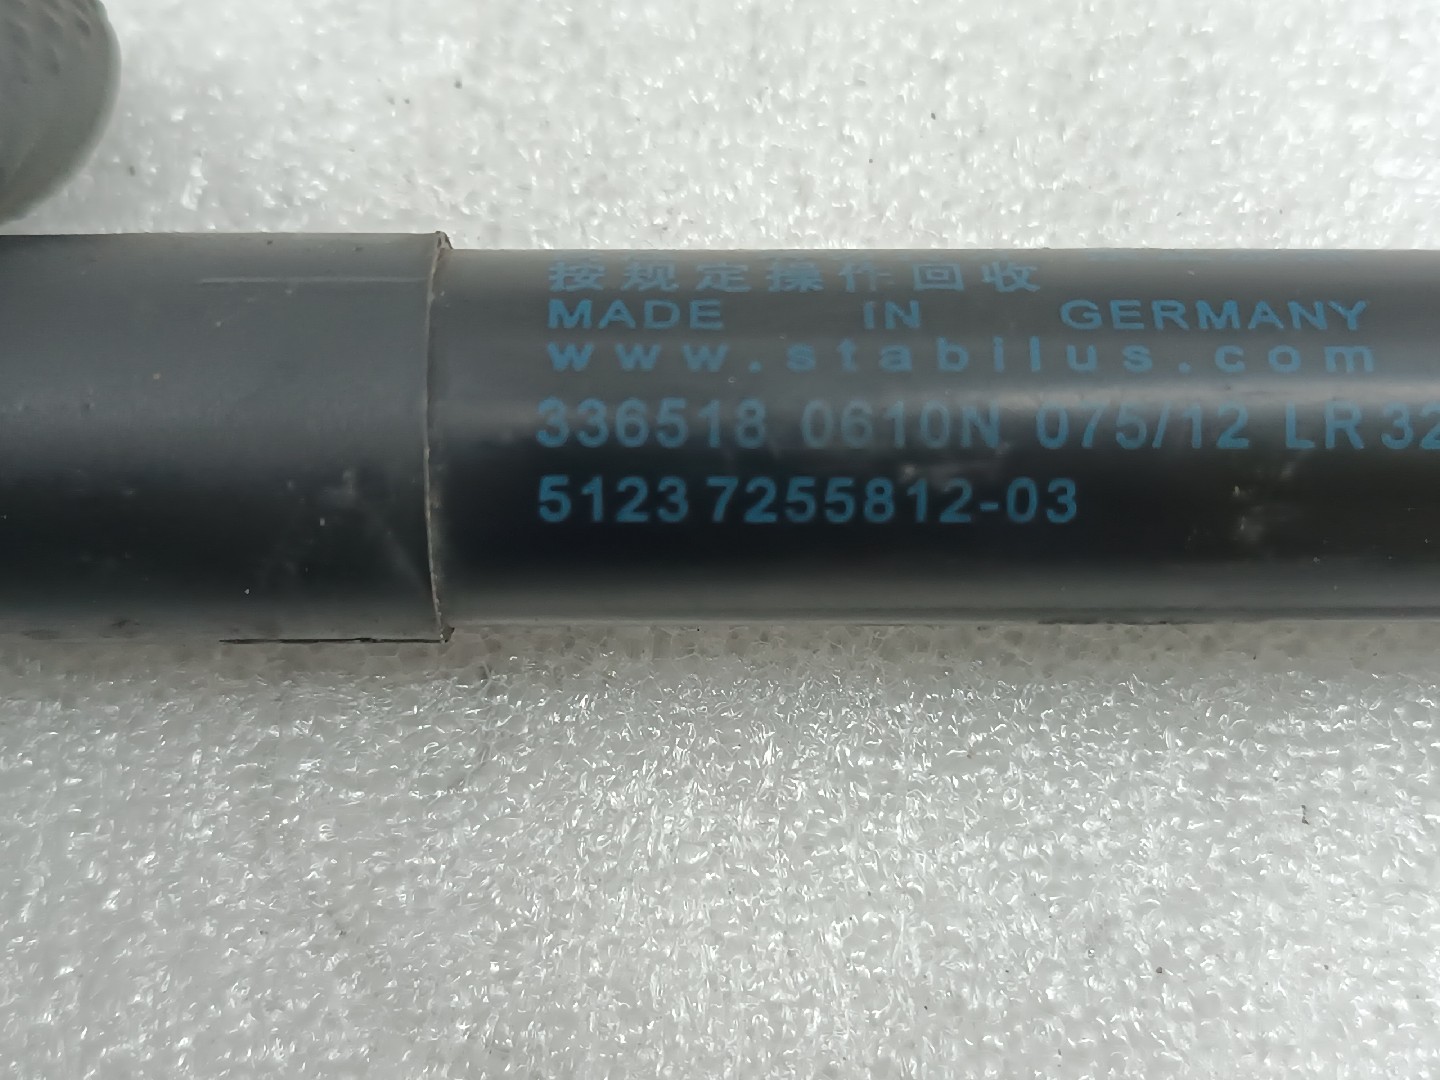 按规定操作回收
MADE IN GERMANY
www.stabilus.com
336518 0610N 075/12 LR 32
5123 7255812-03